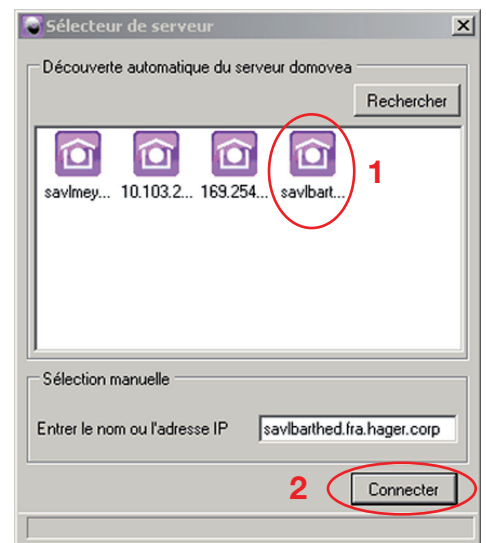 Sélecteur de serveur
Découverte automatique du serveur domovea
Rechercher
savlmey... 10.103.2... 169.254... savlbart...
1
Sélection manuelle
Entrer le nom ou l'adresse IP savlbarthed.fra.hager.corp
2 Connecter